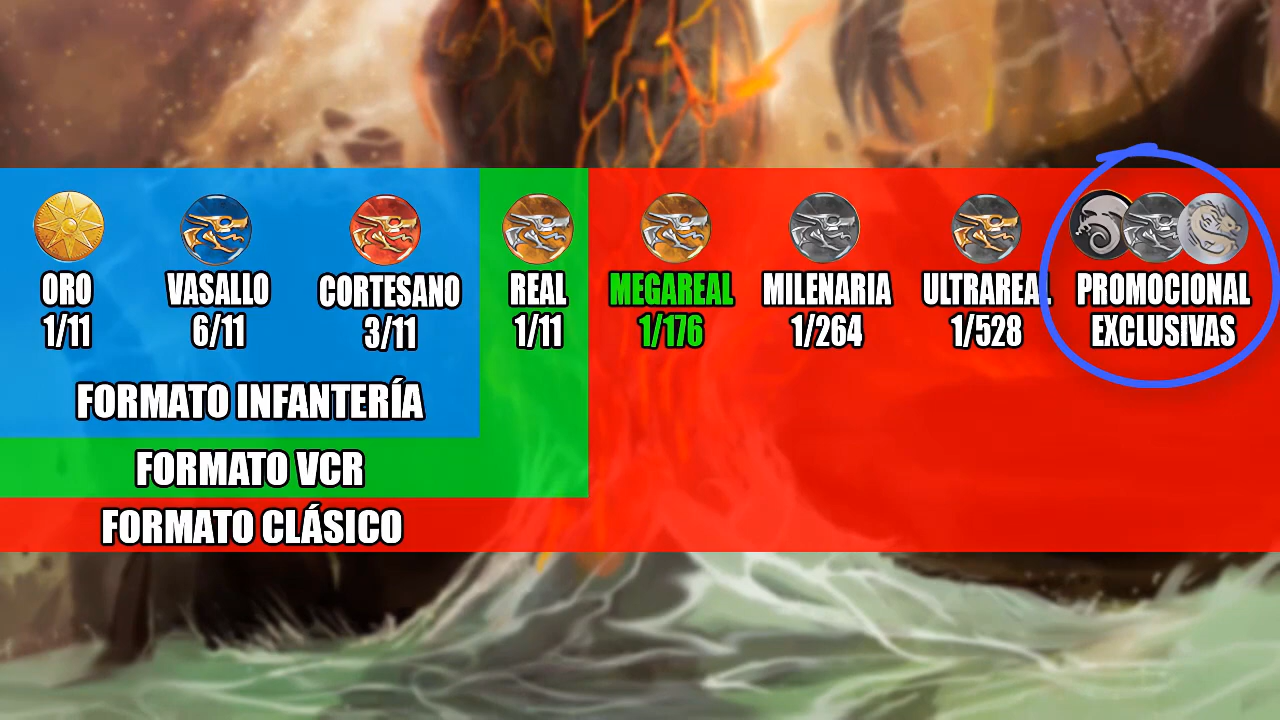 ORO
1/11
VASALLO
6/11
CORTESANO
3/11
REAL
1/11
MEGAREAL
1/176
MILENARIA
1/264
ULTRAREAL
1/528
PROMOCIONAL
EXCLUSIVAS
FORMATO INFANTERÍA
FORMATO VCR
FORMATO CLÁSICO